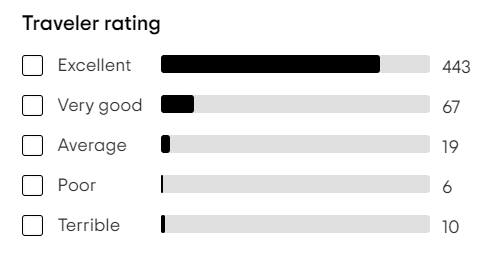 Traveler rating
Excellent 443
Very good 67
Average 19
Poor 6
Terrible 10